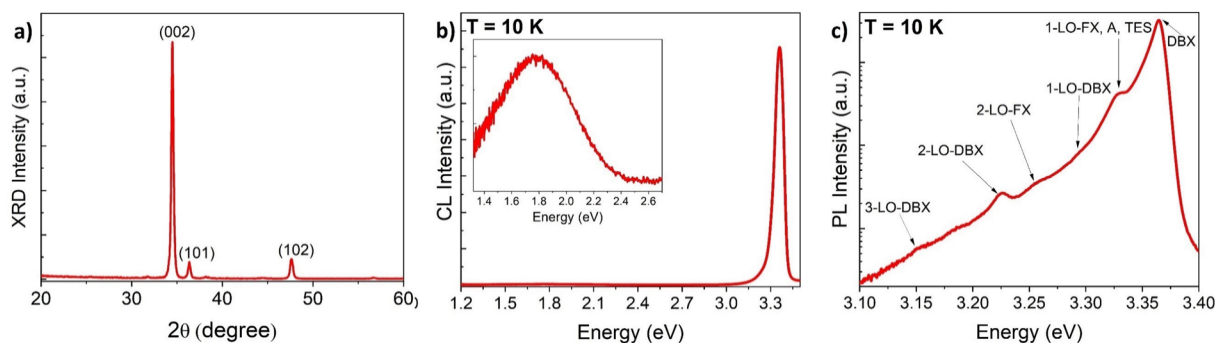 a)
(002)
(101)
(102)
XRD Intensity (a.u.)
20 30 40 50 60)
2θ (degree)
b) T = 10 K
CL Intensity (a.u.)
1.4 1.6 1.8 2.0 2.2 2.4 2.6
Energy (eV)
1.2 1.5 1.8 2.1 2.4 2.7 3.0 3.3
Energy (eV)
c) T = 10 K
1-LO-FX, A, TES
DBX
1-LO-DBX
2-LO-FX
2-LO-DBX
3-LO-DBX
PL Intensity (a.u.)
3.10 3.15 3.20 3.25 3.30 3.35 3.40
Energy (eV)